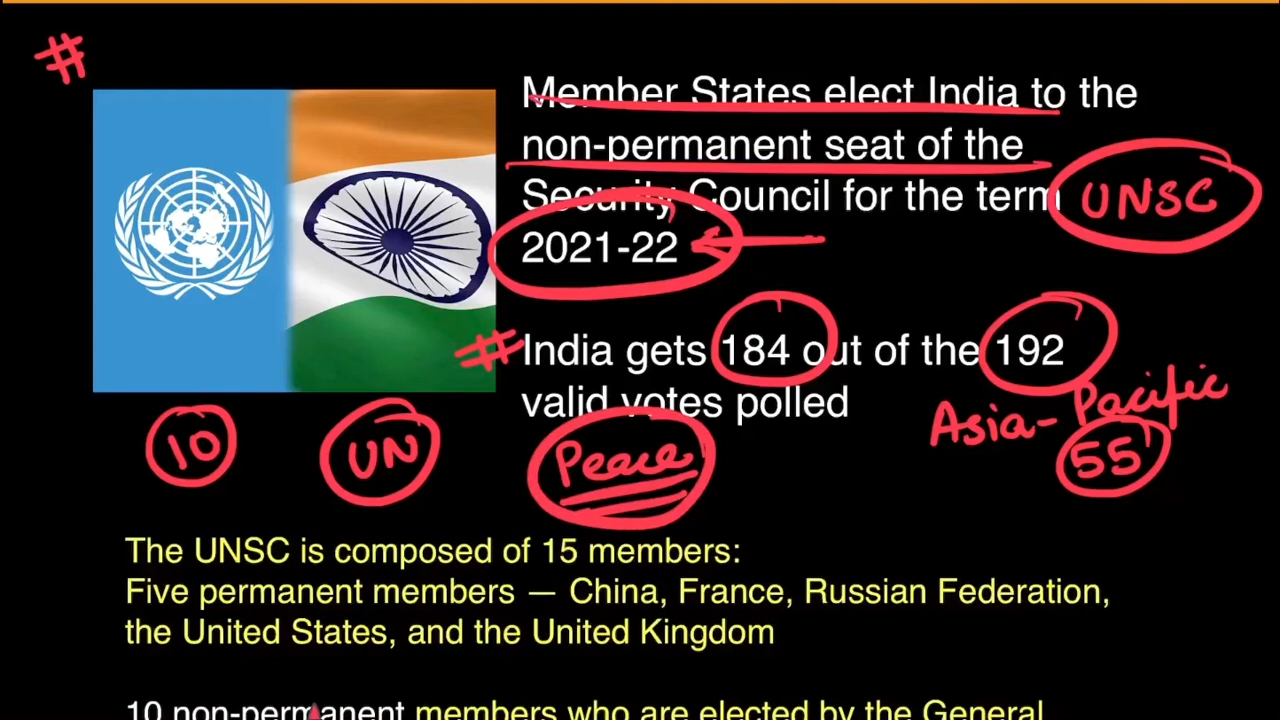 #
Member States elect India to the
non-permanent seat of the
Security Council for the term UNSC
2021-22
# India gets 184 out of the 192
valid votes polled
Asia-Pacific
10 UN Peace 55
The UNSC is composed of 15 members:
Five permanent members — China, France, Russian Federation,
the United States, and the United Kingdom
10 non-permanent members who are elected by the General